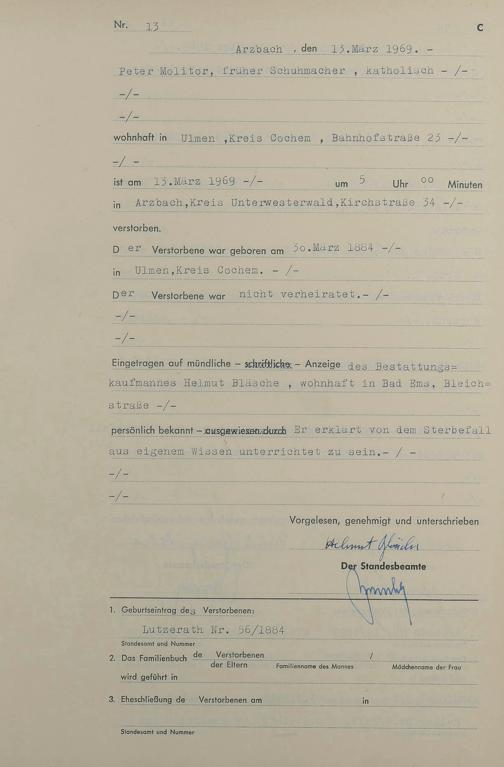 Nr. 13 C
Arzbach , den 13.März 1969. -
Peter Molitor, früher Schuhmacher , katholisch - /-
-/-
-/-
wohnhaft in Ulmen ,Kreis Cochem , Bahnhofstraße 23 -/-
-/ -
ist am 13.März 1969 -/- um 5 Uhr 00 Minuten
in Arzbach,Kreis Unterwesterwald,Kirchstraße 34 -/-
verstorben.
D er Verstorbene war geboren am 30.März 1884 -/-
in Ulmen,Kreis Cochem. - /-
Der Verstorbene war nicht verheiratet.- /-
-/-
-/-
Eingetragen auf mündliche - schriftliche - Anzeige des Bestattungs=
kaufmannes Helmut Bläsche , wohnhaft in Bad Ems, Bleich=
straße -/-
persönlich bekannt - ausgewiesen durch Er erklärt von dem Sterbefall
aus eigenem Wissen unterrichtet zu sein.- / -
-/-
-/-
Vorgelesen, genehmigt und unterschrieben
Helmut Bläsche
Der Standesbeamte
1. Geburtseintrag des Verstorbenen:
Lutzerath Nr. 56/1884
Standesamt und Nummer
2. Das Familienbuch de Verstorbenen /
der Eltern Familienname des Mannes Mädchenname der Frau
wird geführt in
3. Eheschließung de Verstorbenen am in
Standesamt und Nummer